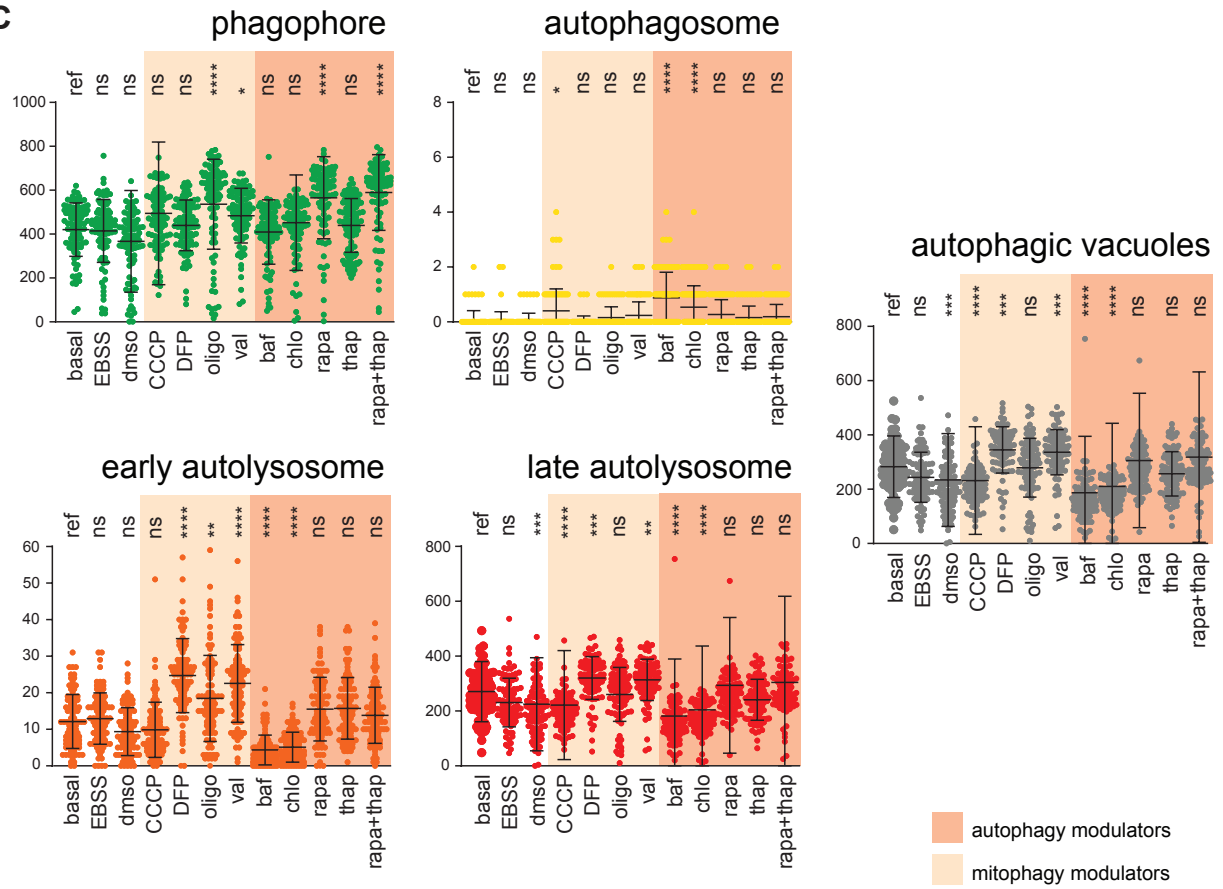 C
phagophore
ref ns ns ns ns **** * ns ns **** ns ****
1000
800
600
400
200
0
basal EBSS dmso CCCP DFP oligo val baf chlo rapa thap rapa+thap
autophagosome
ref ns ns * ns ns ns **** **** ns ns ns
8
6
4
2
0
basal EBSS dmso CCCP DFP oligo val baf chlo rapa thap rapa+thap
autophagic vacuoles
ref ns *** **** *** ns *** **** **** ns ns ns
800
600
400
200
0
basal EBSS dmso CCCP DFP oligo val baf chlo rapa thap rapa+thap
early autolysosome
ref ns ns ns **** ** **** **** **** ns ns ns
60
50
40
30
20
10
0
basal EBSS dmso CCCP DFP oligo val baf chlo rapa thap rapa+thap
late autolysosome
ref ns *** **** *** ns ** **** **** ns ns ns
800
600
400
200
0
basal EBSS dmso CCCP DFP oligo val baf chlo rapa thap rapa+thap
autophagy modulators
mitophagy modulators